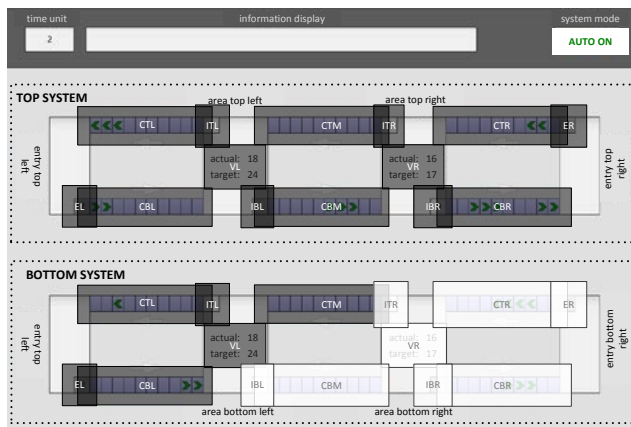 time unit
information display
system mode
2
AUTO ON
TOP SYSTEM
area top left
area top right
CTL
ITL
CTM
ITR
CTR
ER
entry top left
actual: 18
VL
target: 24
actual: 16
VR
target: 17
entry top right
EL
CBL
IBL
CBM
IBR
CBR
BOTTOM SYSTEM
CTL
ITL
CTM
ITR
CTR
ER
entry top left
actual: 18
VL
target: 24
actual: 16
VR
target: 17
entry bottom right
EL
CBL
IBL
CBM
IBR
CBR
area bottom left
area bottom right